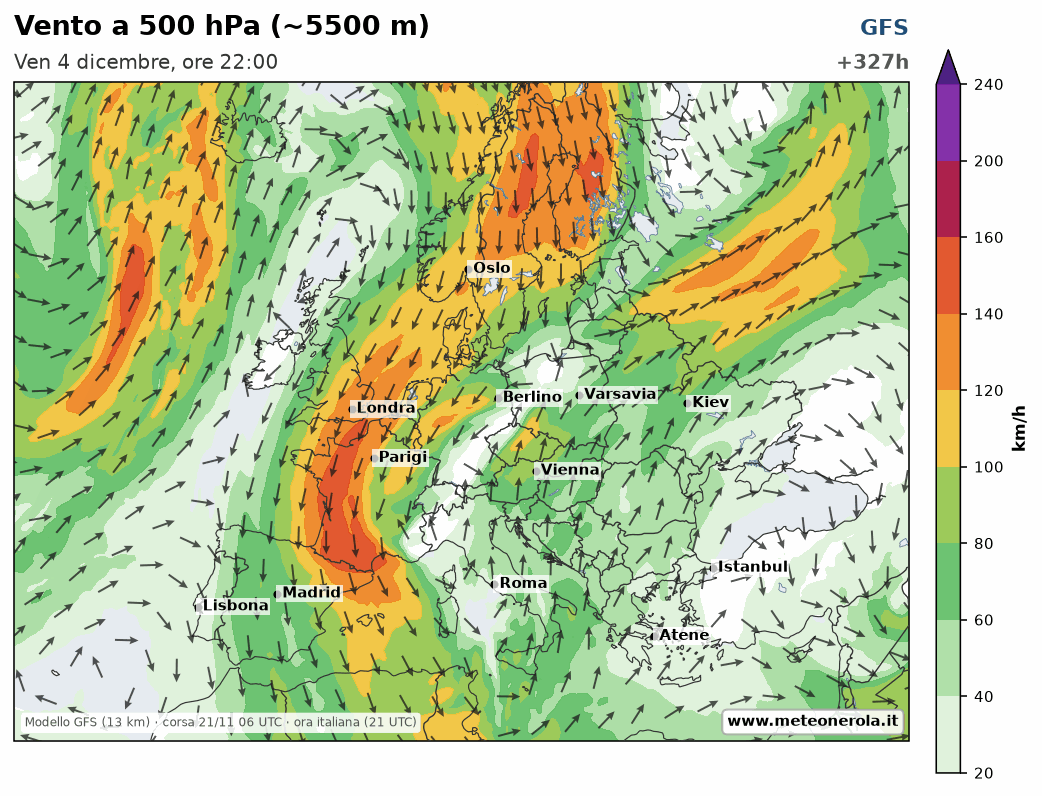 Vento a 500 hPa (~5500 m)
GFS
Ven 4 dicembre, ore 22:00
+327h
240
200
160
140
120
100
80
60
40
20
km/h
Oslo
Londra
Berlino
Varsavia
Kiev
Parigi
Vienna
Istanbul
Roma
Madrid
Lisbona
Atene
Modello GFS (13 km) · corsa 21/11 06 UTC · ora italiana (21 UTC)
www.meteonerola.it